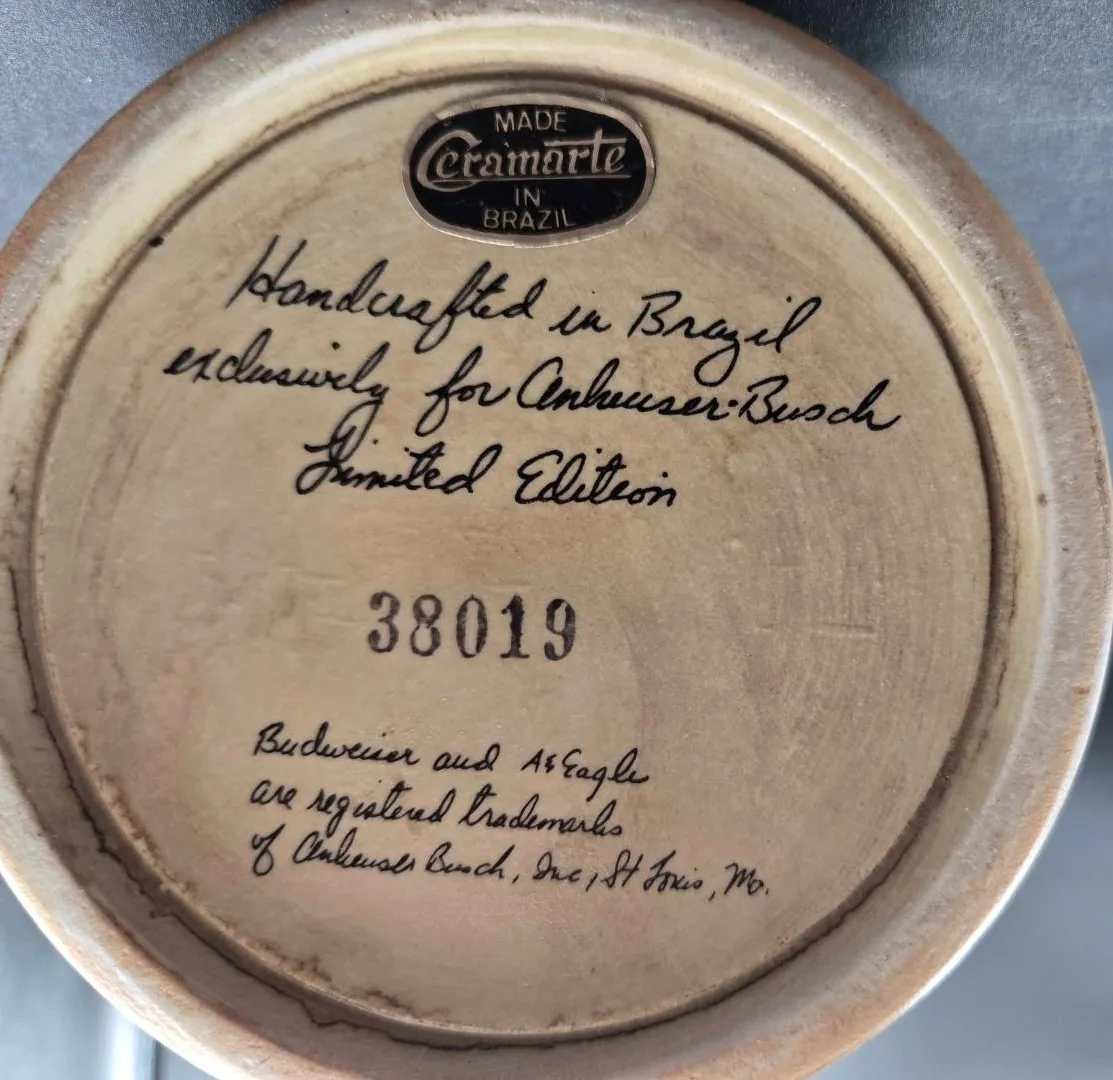 MADE
Ceramarte
IN
BRAZIL
Handcrafted in Brazil
exclusively for Anheuser-Busch
Limited Edition
38019
Budweiser and A&Eagle
are registered trademarks
of Anheuser Busch, Inc, St Louis, Mo.